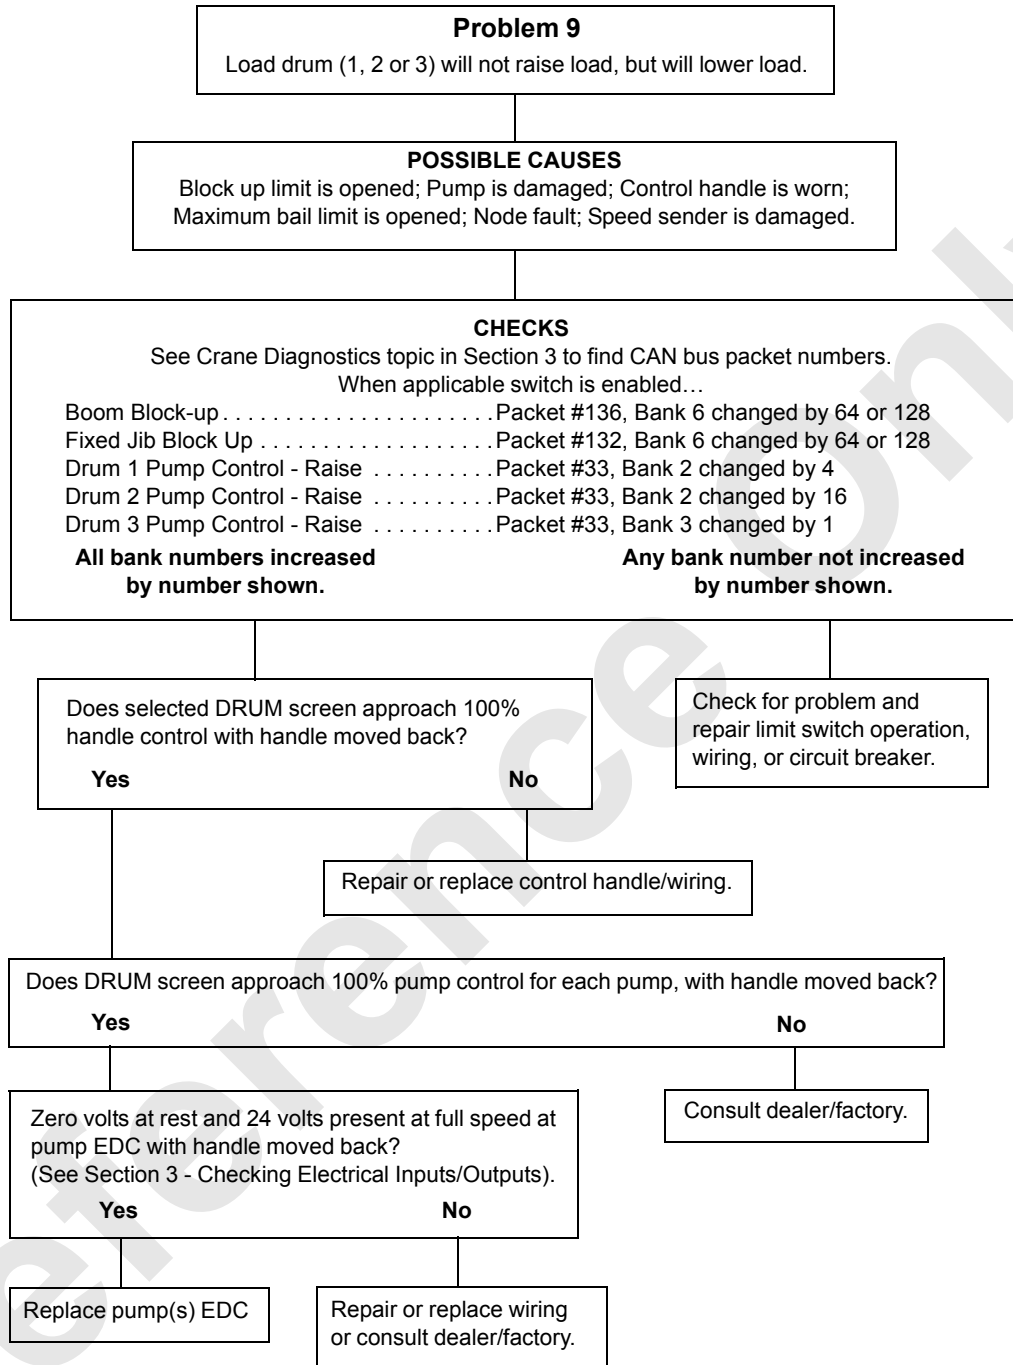 Problem 9
Load drum (1, 2 or 3) will not raise load, but will lower load.
POSSIBLE CAUSES
Block up limit is opened; Pump is damaged; Control handle is worn;
Maximum bail limit is opened; Node fault; Speed sender is damaged.
CHECKS
See Crane Diagnostics topic in Section 3 to find CAN bus packet numbers.
When applicable switch is enabled…
Boom Block-up . . . . . . . . . . . . . . . . . . . . . . Packet #136, Bank 6 changed by 64 or 128
Fixed Jib Block Up . . . . . . . . . . . . . . . . . . . Packet #132, Bank 6 changed by 64 or 128
Drum 1 Pump Control - Raise . . . . . . . . . . Packet #33, Bank 2 changed by 4
Drum 2 Pump Control - Raise . . . . . . . . . . Packet #33, Bank 2 changed by 16
Drum 3 Pump Control - Raise . . . . . . . . . . Packet #33, Bank 3 changed by 1
All bank numbers increased
by number shown.
Any bank number not increased
by number shown.
Does selected DRUM screen approach 100%
handle control with handle moved back?
Yes No
Check for problem and
repair limit switch operation,
wiring, or circuit breaker.
Repair or replace control handle/wiring.
Does DRUM screen approach 100% pump control for each pump, with handle moved back?
Yes No
Zero volts at rest and 24 volts present at full speed at
pump EDC with handle moved back?
(See Section 3 - Checking Electrical Inputs/Outputs).
Yes No
Consult dealer/factory.
Replace pump(s) EDC
Repair or replace wiring
or consult dealer/factory.
eference Onl